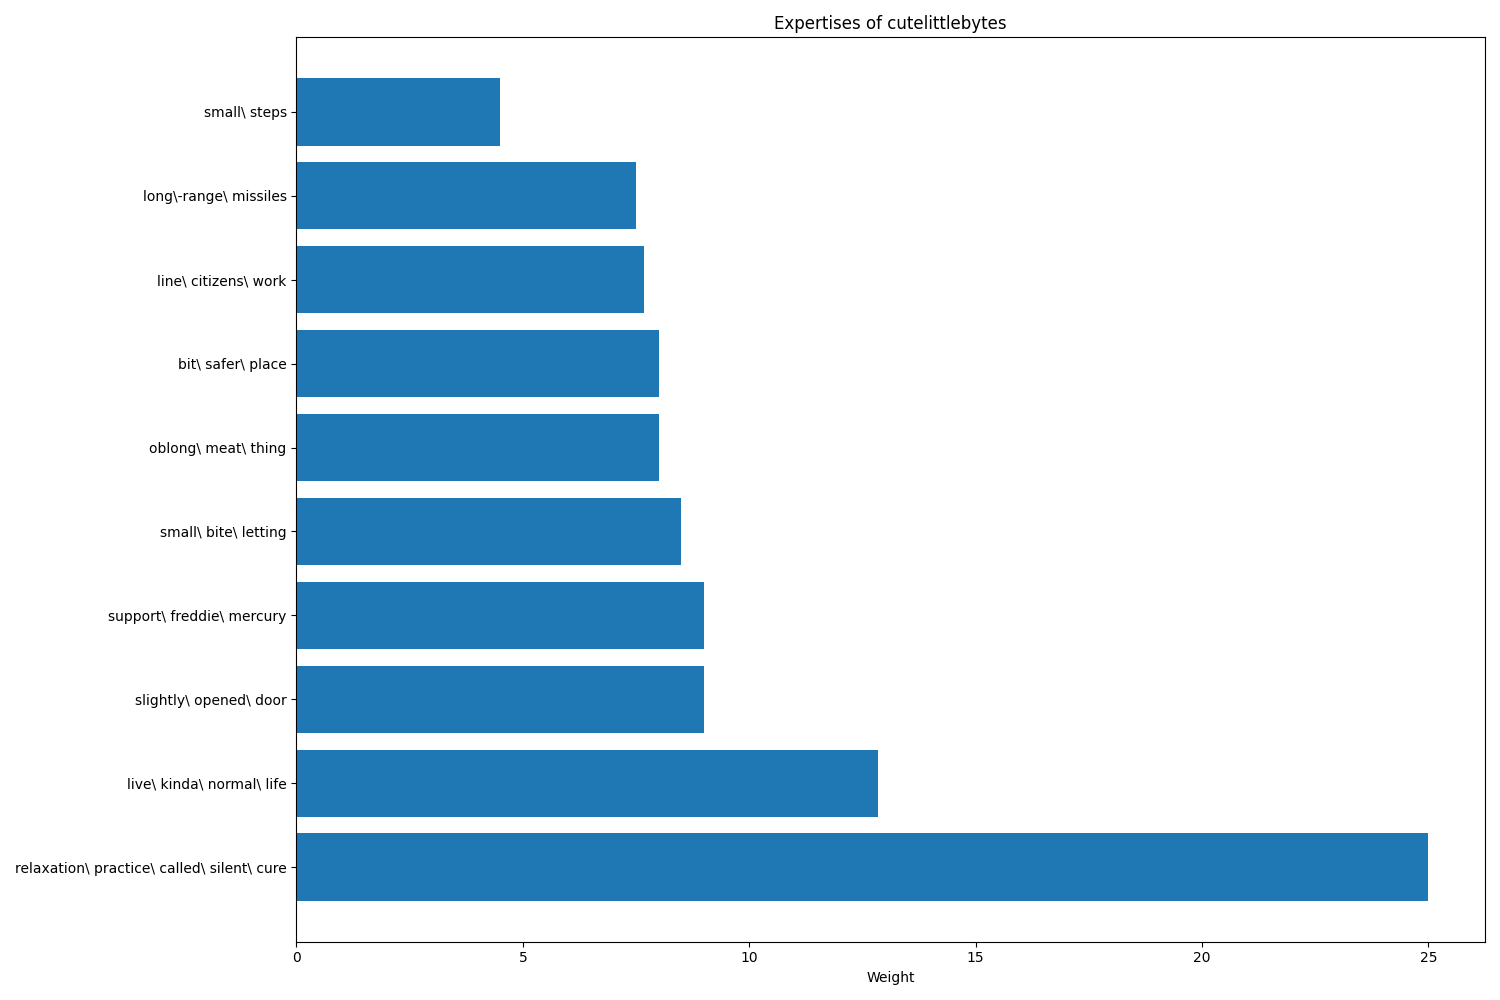 Expertises of cutelittlebytes
small\ steps
long\-range\ missiles
line\ citizens\ work
bit\ safer\ place
oblong\ meat\ thing
small\ bite\ letting
support\ freddie\ mercury
slightly\ opened\ door
live\ kinda\ normal\ life
relaxation\ practice\ called\ silent\ cure
0 5 10 15 20 25
Weight